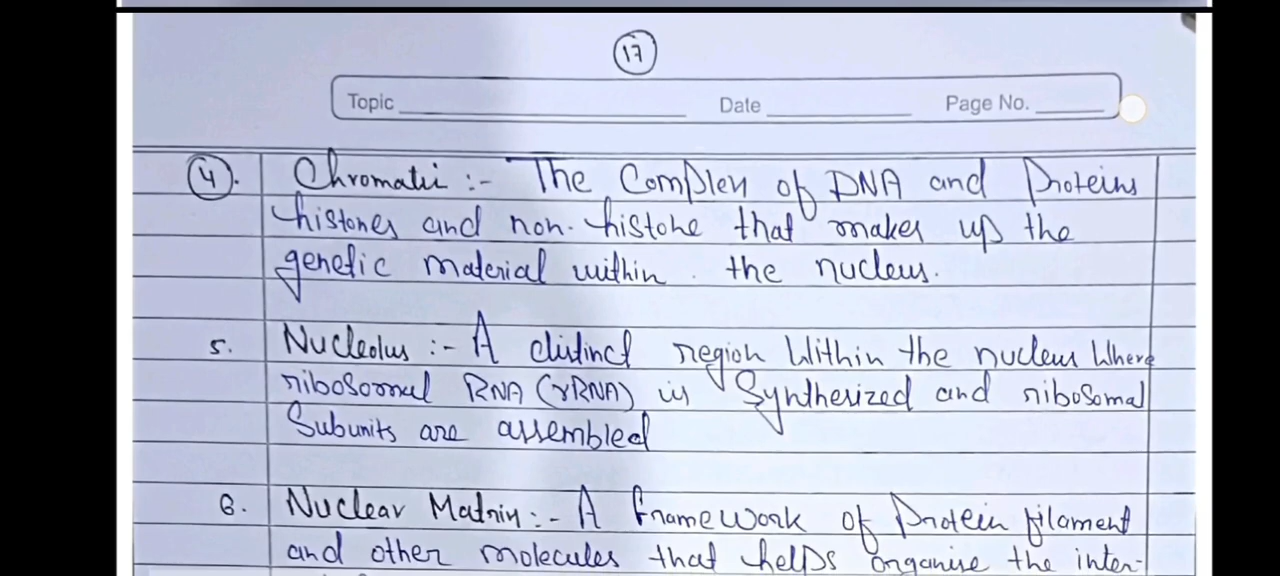 17
Topic Date Page No.
4. Chromati :- The Complex of DNA and Proteins
histones and non-histone that makes up the
genetic material within the nucleus.
5. Nucleolus :- A distinct region Within the nucleus Where
ribosomal RNA (rRNA) is Synthesized and ribosomal
Subunits are assembled
6. Nuclear Matrix :- A framework of Protein filament
and other molecules that helps organise the inter-